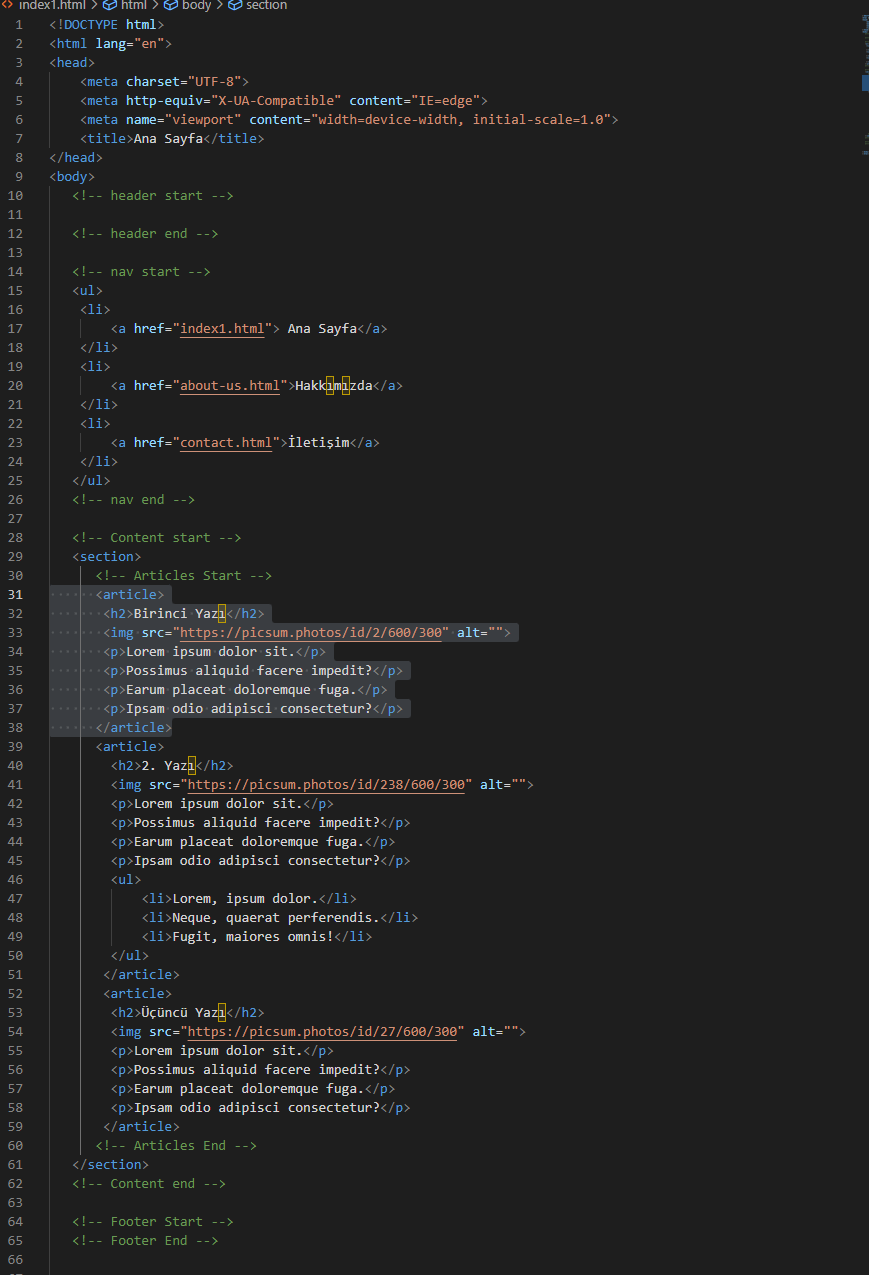 index1.html > html > body > section
1 <!DOCTYPE html>
2 <html lang="en">
3 <head>
4 <meta charset="UTF-8">
5 <meta http-equiv="X-UA-Compatible" content="IE=edge">
6 <meta name="viewport" content="width=device-width, initial-scale=1.0">
7 <title>Ana Sayfa</title>
8 </head>
9 <body>
10 <!-- header start -->
11
12 <!-- header end -->
13
14 <!-- nav start -->
15 <ul>
16 <li>
17 <a href="index1.html"> Ana Sayfa</a>
18 </li>
19 <li>
20 <a href="about-us.html">Hakkımızda</a>
21 </li>
22 <li>
23 <a href="contact.html">İletişim</a>
24 </li>
25 </ul>
26 <!-- nav end -->
27
28 <!-- Content start -->
29 <section>
30 <!-- Articles Start -->
31 <article>
32 <h2>Birinci Yazı</h2>
33 <img src="https://picsum.photos/id/2/600/300" alt="">
34 <p>Lorem ipsum dolor sit.</p>
35 <p>Possimus aliquid facere impedit?</p>
36 <p>Earum placeat doloremque fuga.</p>
37 <p>Ipsam odio adipisci consectetur?</p>
38 </article>
39 <article>
40 <h2>2. Yazı</h2>
41 <img src="https://picsum.photos/id/238/600/300" alt="">
42 <p>Lorem ipsum dolor sit.</p>
43 <p>Possimus aliquid facere impedit?</p>
44 <p>Earum placeat doloremque fuga.</p>
45 <p>Ipsam odio adipisci consectetur?</p>
46 <ul>
47 <li>Lorem, ipsum dolor.</li>
48 <li>Neque, quaerat perferendis.</li>
49 <li>Fugit, maiores omnis!</li>
50 </ul>
51 </article>
52 <article>
53 <h2>Üçüncü Yazı</h2>
54 <img src="https://picsum.photos/id/27/600/300" alt="">
55 <p>Lorem ipsum dolor sit.</p>
56 <p>Possimus aliquid facere impedit?</p>
57 <p>Earum placeat doloremque fuga.</p>
58 <p>Ipsam odio adipisci consectetur?</p>
59 </article>
60 <!-- Articles End -->
61 </section>
62 <!-- Content end -->
63
64 <!-- Footer Start -->
65 <!-- Footer End -->
66